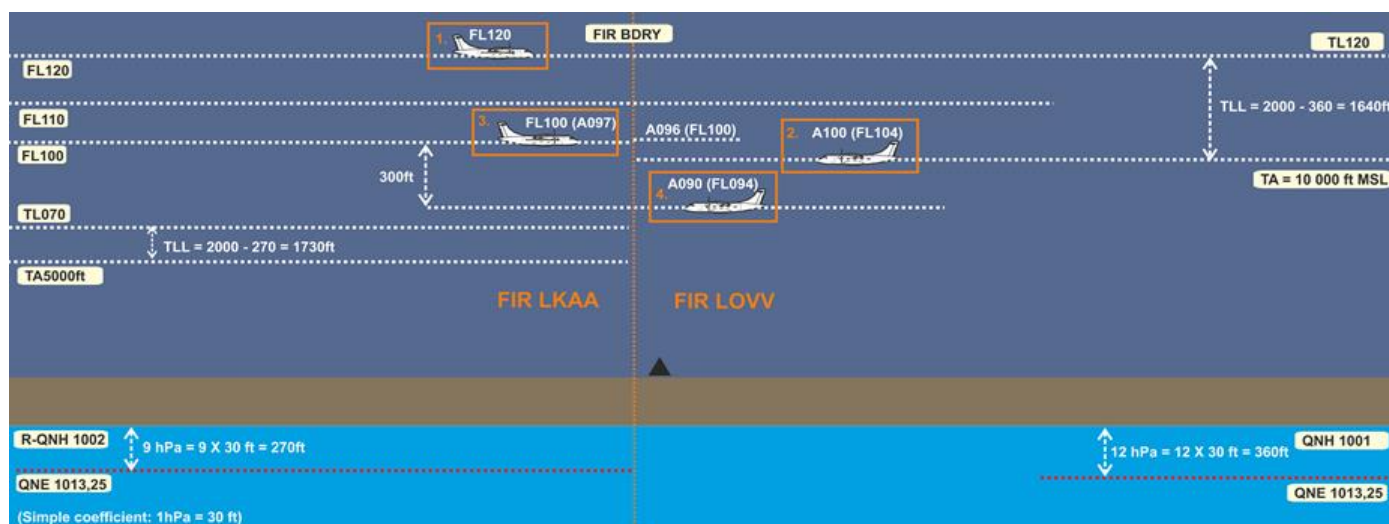 1.
FL120
FIR BDRY
TL120
FL120
TLL = 2000 - 360 = 1640ft
FL110
3.
FL100 (A097)
A096 (FL100)
2.
A100 (FL104)
FL100
300ft
A090 (FL094)
4.
TA = 10 000 ft MSL
TL070
TLL = 2000 - 270 = 1730ft
TA5000ft
FIR LKAA
FIR LOVV
R-QNH 1002
9 hPa = 9 X 30 ft = 270ft
QNH 1001
12 hPa = 12 X 30 ft = 360ft
QNE 1013,25
QNE 1013,25
(Simple coefficient: 1hPa = 30 ft)